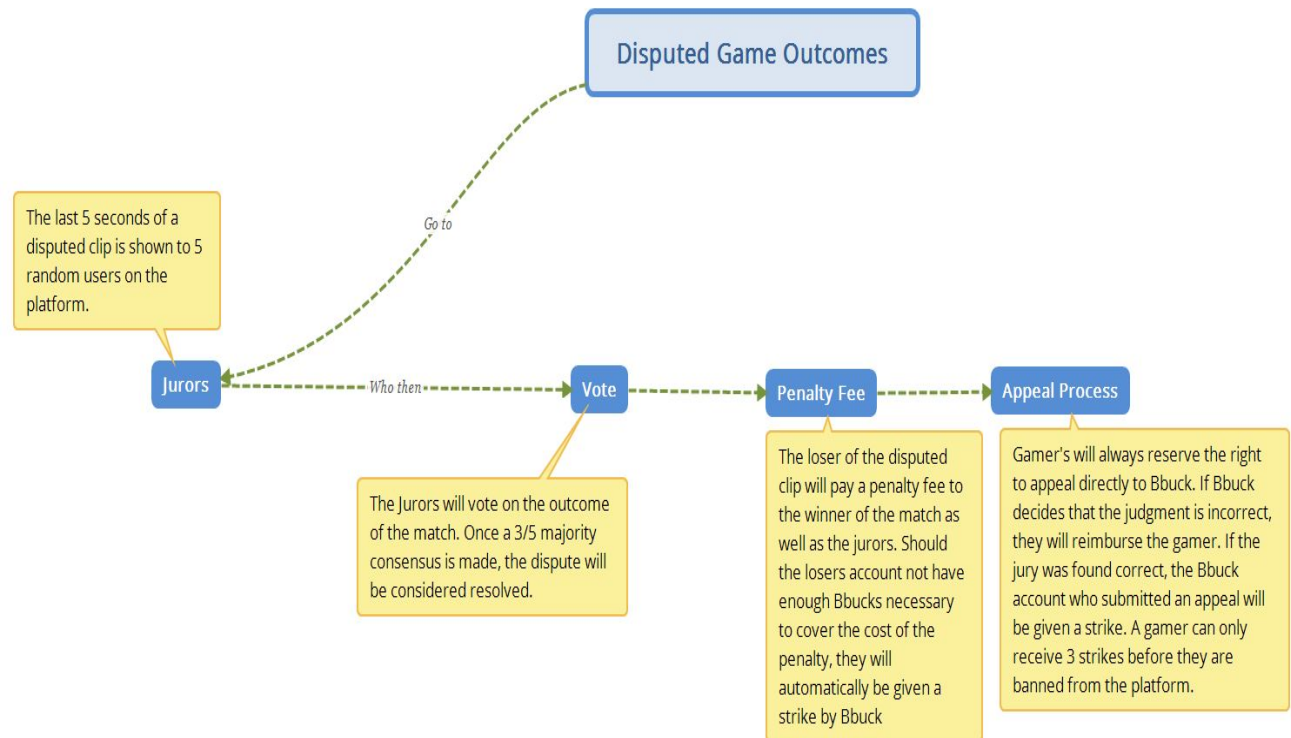 Disputed Game Outcomes
Go to
The last 5 seconds of a
disputed clip is shown to 5
random users on the
platform.
Jurors
Who then
Vote
Penalty Fee
Appeal Process
The Jurors will vote on the outcome
of the match. Once a 3/5 majority
consensus is made, the dispute will
be considered resolved.
The loser of the disputed
clip will pay a penalty fee to
the winner of the match as
well as the jurors. Should
the losers account not have
enough Bbucks necessary
to cover the cost of the
penalty, they will
automatically be given a
strike by Bbuck
Gamer's will always reserve the right
to appeal directly to Bbuck. If Bbuck
decides that the judgment is incorrect,
they will reimburse the gamer. If the
jury was found correct, the Bbuck
account who submitted an appeal will
be given a strike. A gamer can only
receive 3 strikes before they are
banned from the platform.